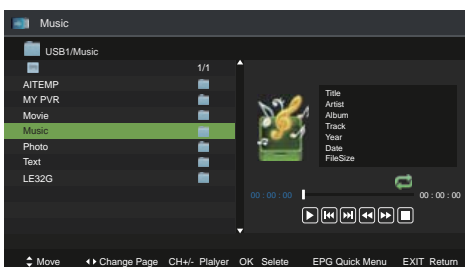 Music
USB1/Music
1/1
AITEMP
MY PVR
Movie
Music
Photo
Text
LE32G
Title
Artist
Album
Track
Year
Date
FileSize
00 : 00 : 00
00 : 00 : 00
Move Change Page CH+/- Plalyer OK Selete EPG Quick Menu EXIT Return